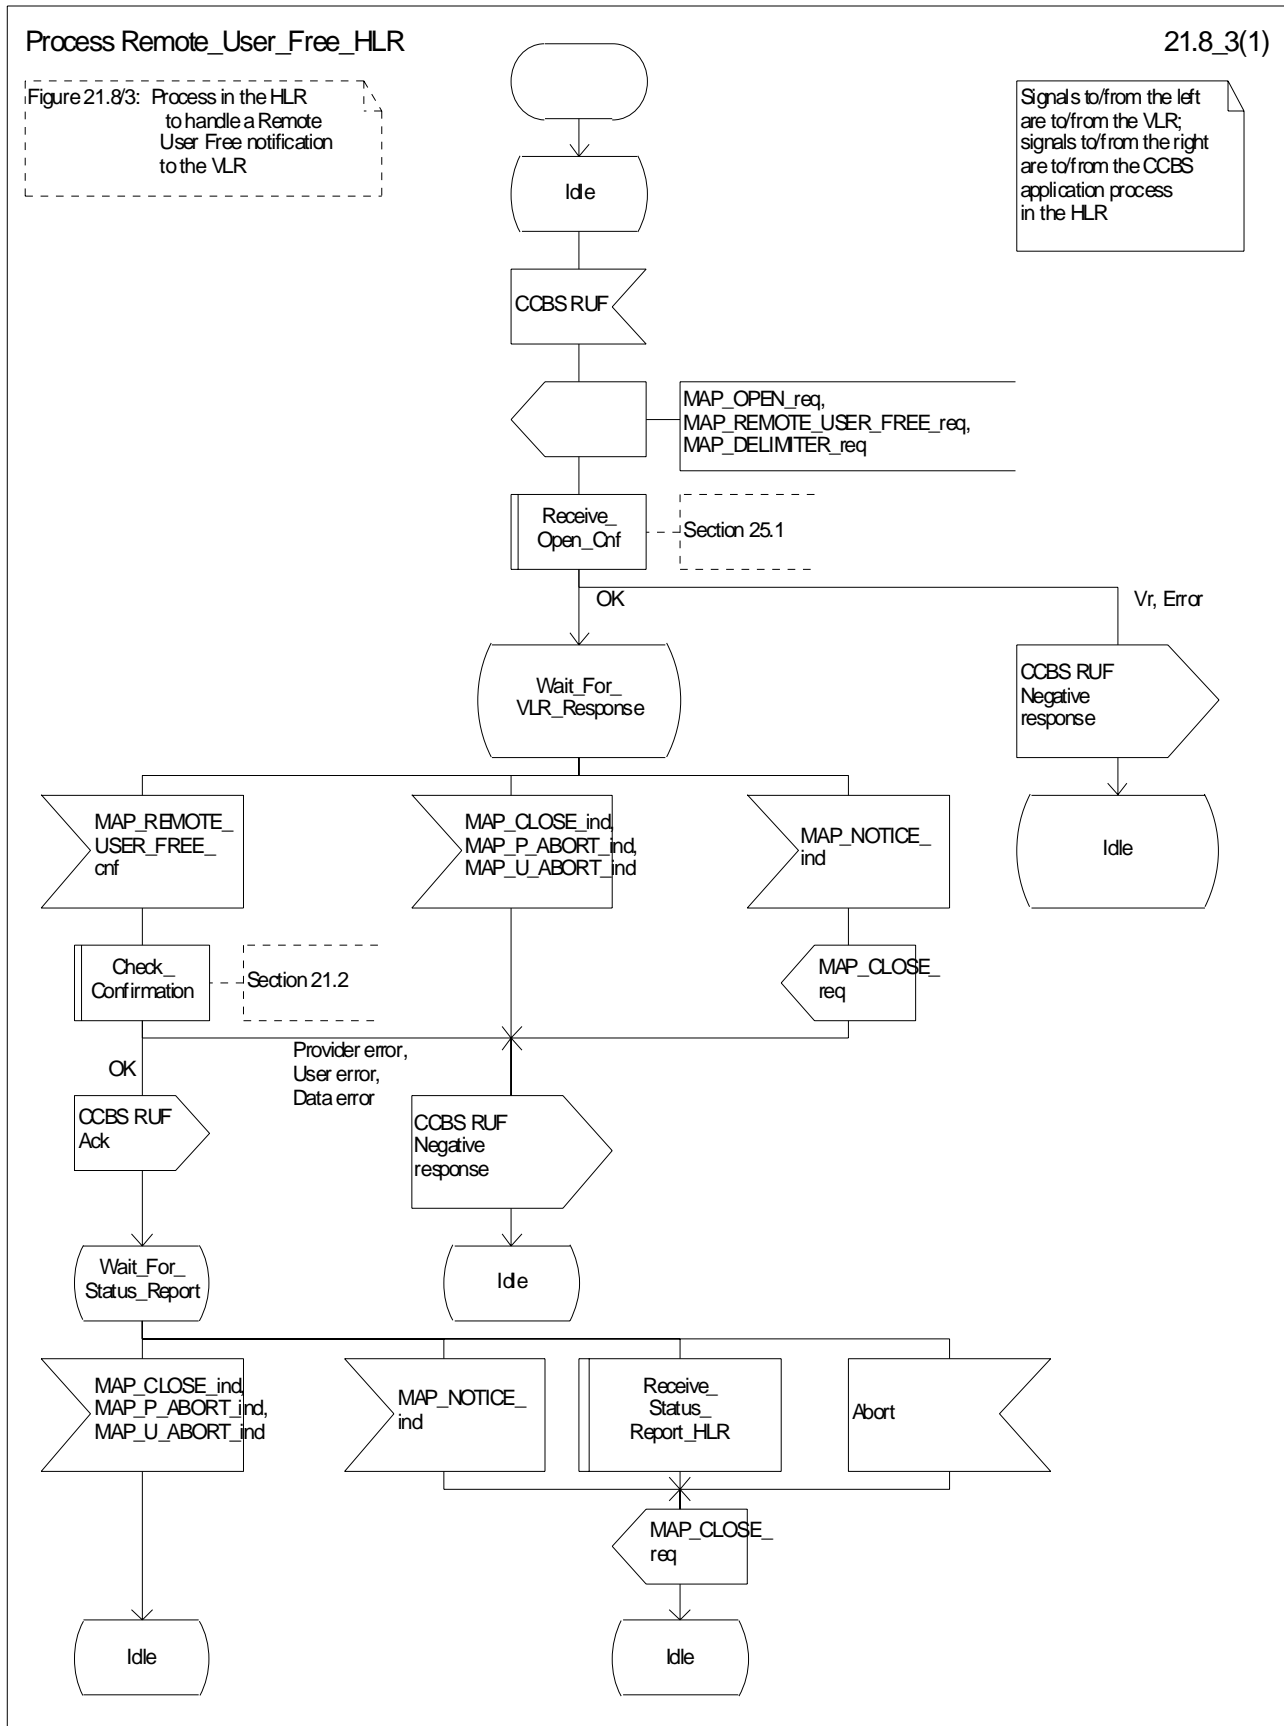 Process Remote_User_Free_HLR
21.8_3(1)
Figure 21.8/3: Process in the HLR
to handle a Remote
User Free notification
to the VLR
Signals to/from the left
are to/from the VLR;
signals to/from the right
are to/from the CCBS
application process
in the HLR
Idle
CCBS RUF
MAP_OPEN_req,
MAP_REMOTE_USER_FREE_req,
MAP_DELIMITER_req
Receive_
Open_Cnf
Section 25.1
OK
Vr, Error
Wait_For_
VLR_Response
CCBS RUF
Negative
response
MAP_REMOTE_
USER_FREE_
cnf
MAP_CLOSE_ind,
MAP_P_ABORT_ind,
MAP_U_ABORT_ind
MAP_NOTICE_
ind
Idle
Check_
Confirmation
Section 21.2
MAP_CLOSE_
req
OK
Provider error,
User error,
Data error
CCBS RUF
Ack
CCBS RUF
Negative
response
Wait_For_
Status_Report
Idle
MAP_CLOSE_ind,
MAP_P_ABORT_ind,
MAP_U_ABORT_ind
MAP_NOTICE_
ind
Receive_
Status_
Report_HLR
Abort
MAP_CLOSE_
req
Idle
Idle